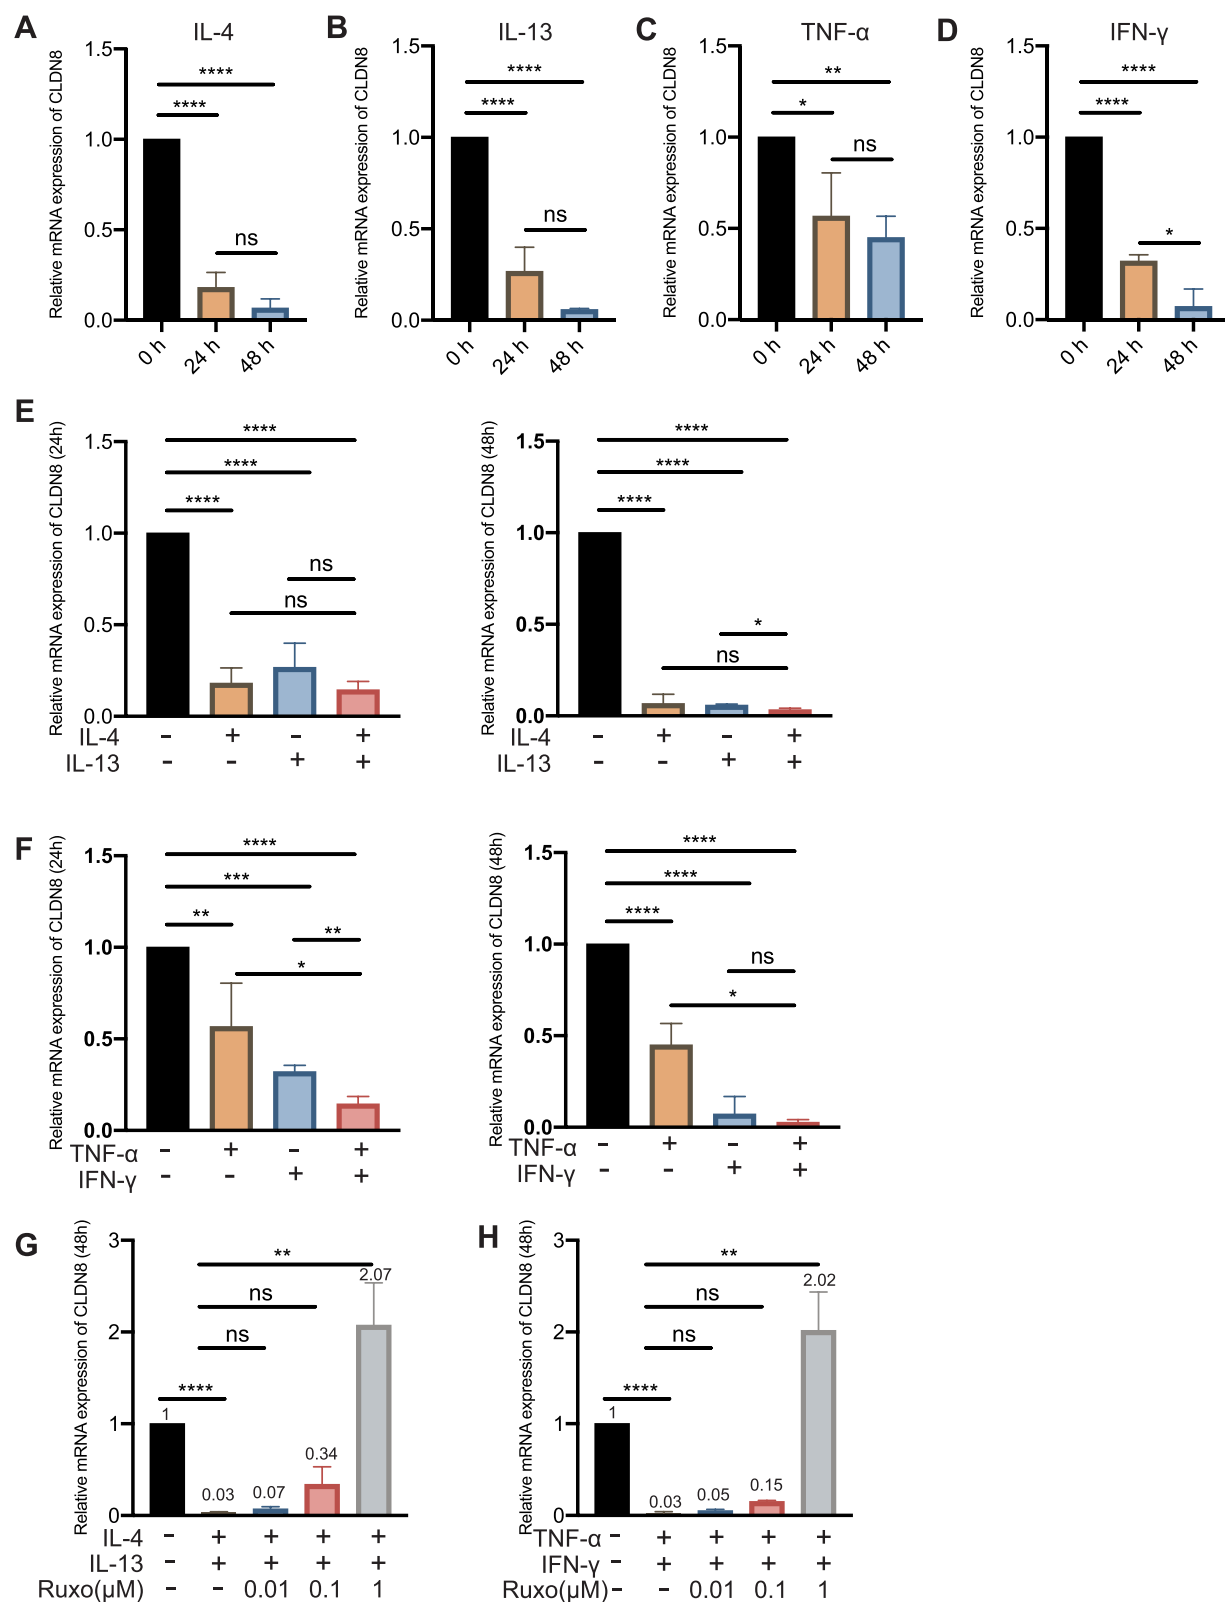 A
IL-4
Relative mRNA expression of CLDN8
1.5
1.0
0.5
0.0
****
****
ns
0 h
24 h
48 h
B
IL-13
Relative mRNA expression of CLDN8
1.5
1.0
0.5
0.0
****
****
ns
0 h
24 h
48 h
C
TNF-α
Relative mRNA expression of CLDN8
1.5
1.0
0.5
0.0
**
*
ns
0 h
24 h
48 h
D
IFN-γ
Relative mRNA expression of CLDN8
1.5
1.0
0.5
0.0
****
****
*
0 h
24 h
48 h
E
Relative mRNA expression of CLDN8 (24h)
1.5
1.0
0.5
0.0
****
****
****
ns
ns
IL-4 - + - +
IL-13 - - + +
Relative mRNA expression of CLDN8 (48h)
1.5
1.0
0.5
0.0
****
****
****
*
ns
IL-4 - + - +
IL-13 - - + +
F
Relative mRNA expression of CLDN8 (24h)
1.5
1.0
0.5
0.0
****
***
**
**
*
TNF-α - + - +
IFN-γ - - + +
Relative mRNA expression of CLDN8 (48h)
1.5
1.0
0.5
0.0
****
****
****
ns
*
TNF-α - + - +
IFN-γ - - + +
G
Relative mRNA expression of CLDN8 (48h)
3
2
1
0
**
ns
ns
****
1
0.03
0.07
0.34
2.07
IL-4 - + + + +
IL-13 - + + + +
Ruxo(μM) - - 0.01 0.1 1
H
Relative mRNA expression of CLDN8 (48h)
3
2
1
0
**
ns
ns
****
1
0.03
0.05
0.15
2.02
TNF-α - + + + +
IFN-γ - + + + +
Ruxo(μM) - - 0.01 0.1 1